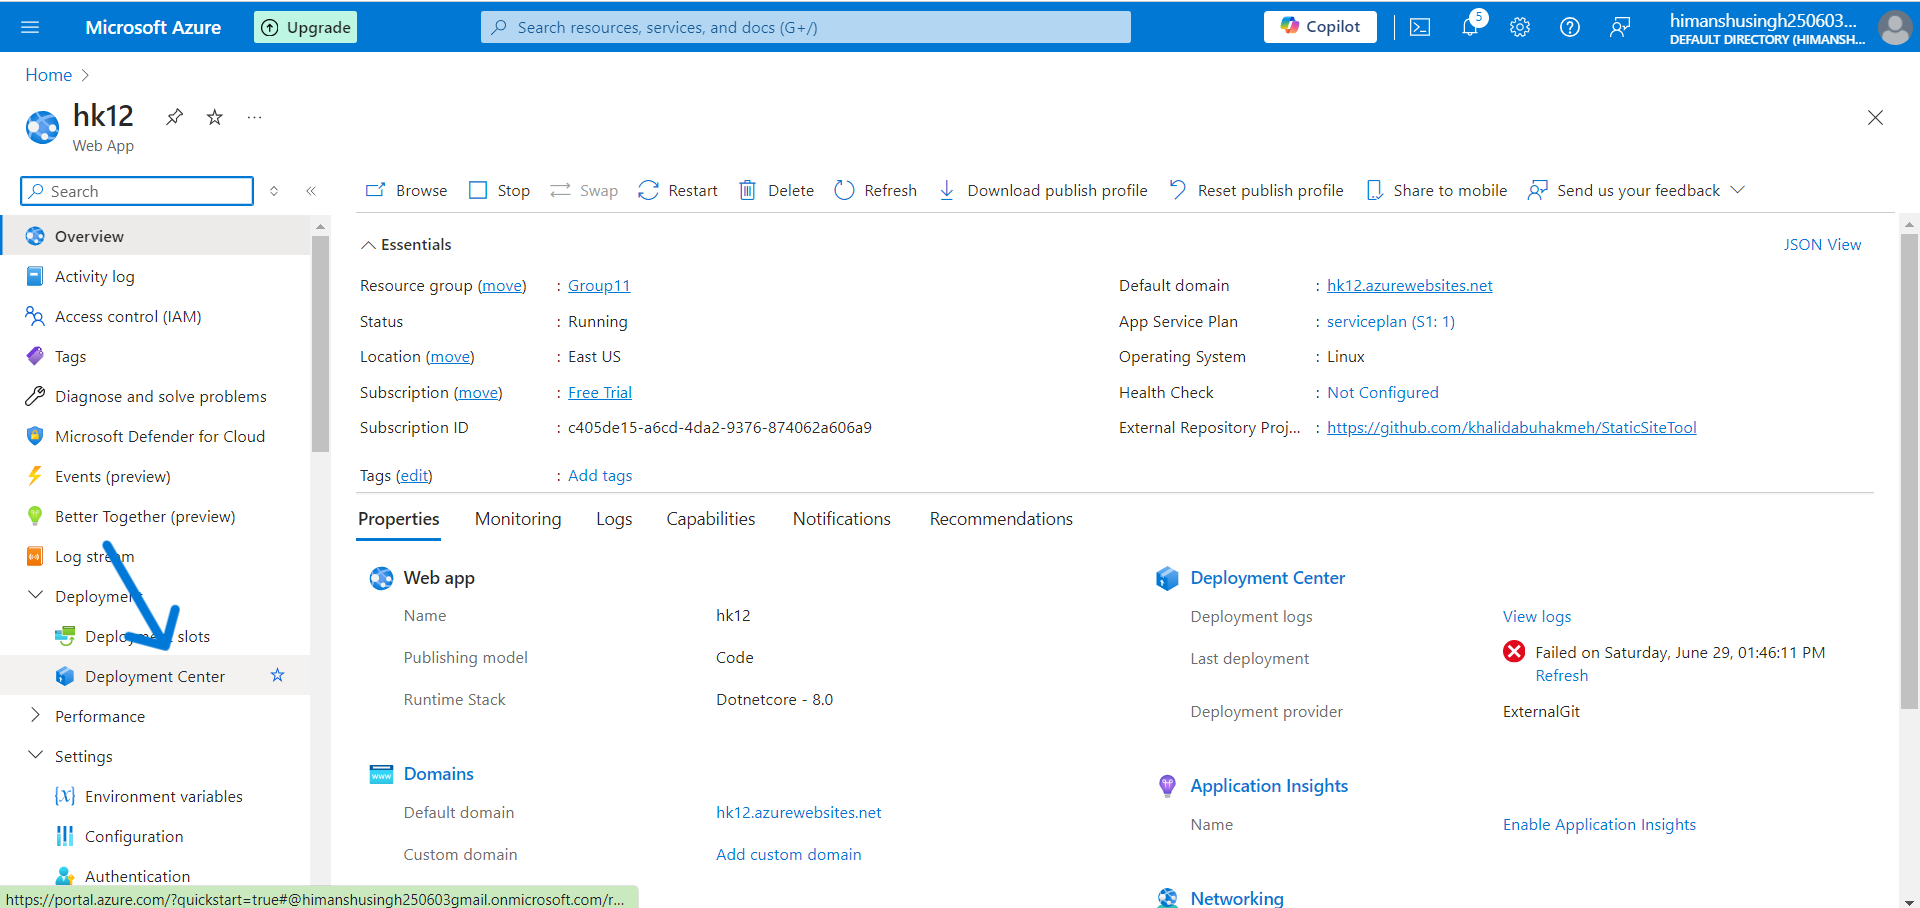 Microsoft Azure
Upgrade
Search resources, services, and docs (G+/)
Copilot
5
himanshusingh250603...
DEFAULT DIRECTORY (HIMANSH...
Home
hk12
Web App
Search
Browse
Stop
Swap
Restart
Delete
Refresh
Download publish profile
Reset publish profile
Share to mobile
Send us your feedback
Overview
Activity log
Access control (IAM)
Tags
Diagnose and solve problems
Microsoft Defender for Cloud
Events (preview)
Better Together (preview)
Log stream
Deployment
Deployment slots
Deployment Center
Performance
Settings
Environment variables
Configuration
Authentication
Essentials
JSON View
Resource group (move) : Group11
Status : Running
Location (move) : East US
Subscription (move) : Free Trial
Subscription ID : c405de15-a6cd-4da2-9376-874062a606a9
Tags (edit) : Add tags
Default domain : hk12.azurewebsites.net
App Service Plan : serviceplan (S1: 1)
Operating System : Linux
Health Check : Not Configured
External Repository Proj... : https://github.com/khalidabuhakmeh/StaticSiteTool
Properties
Monitoring
Logs
Capabilities
Notifications
Recommendations
Web app
Name hk12
Publishing model Code
Runtime Stack Dotnetcore - 8.0
Domains
www
Default domain hk12.azurewebsites.net
Custom domain Add custom domain
Deployment Center
Deployment logs View logs
Last deployment Failed on Saturday, June 29, 01:46:11 PM
Refresh
Deployment provider ExternalGit
Application Insights
Name Enable Application Insights
Networking
https://portal.azure.com/?quickstart=true#@himanshusingh250603gmail.onmicrosoft.com/r...